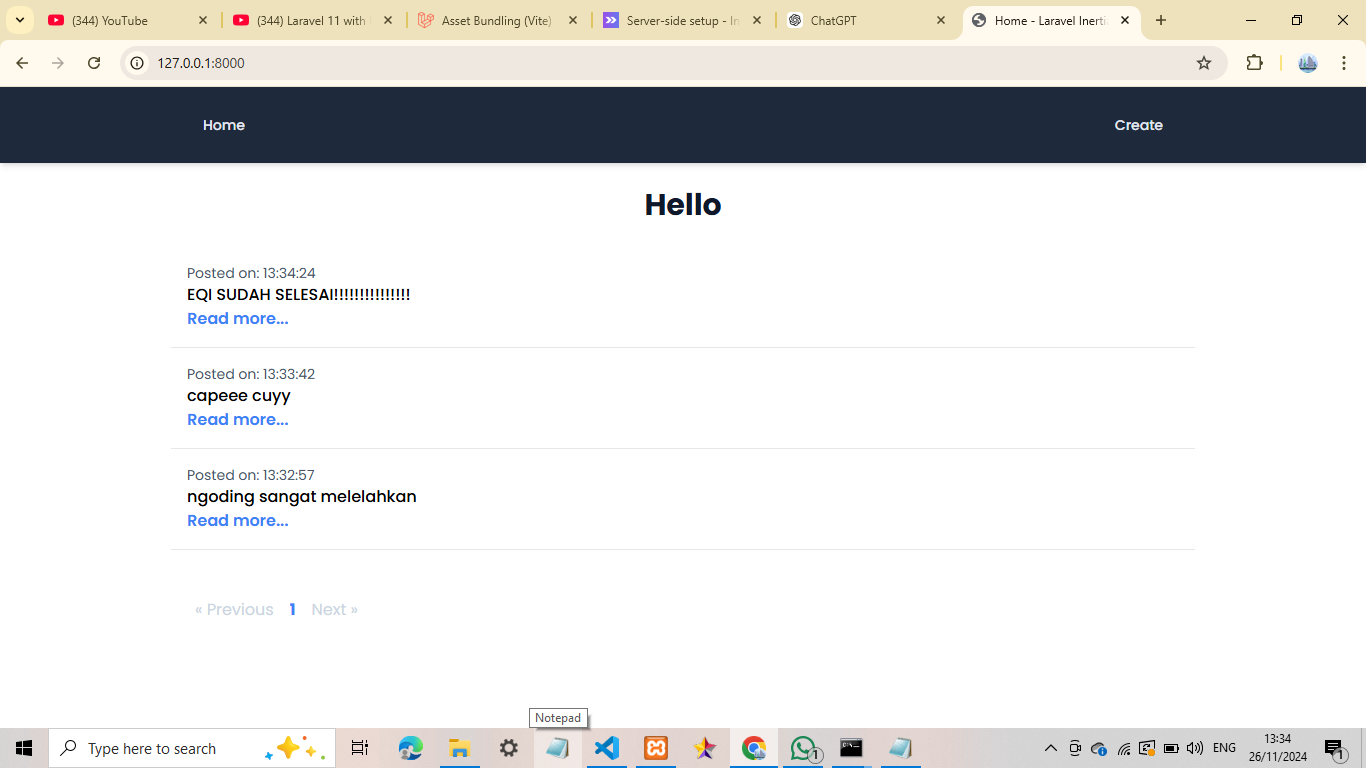 (344) YouTube
(344) Laravel 11 with
Asset Bundling (Vite)
Server-side setup - In
ChatGPT
Home - Laravel Inerti
127.0.0.1:8000
Home
Create
Hello
Posted on: 13:34:24
EQI SUDAH SELESAI!!!!!!!!!!!!!!!
Read more...
Posted on: 13:33:42
capeee cuyy
Read more...
Posted on: 13:32:57
ngoding sangat melelahkan
Read more...
« Previous 1 Next »
Notepad
Type here to search
1
ENG
13:34
26/11/2024
1